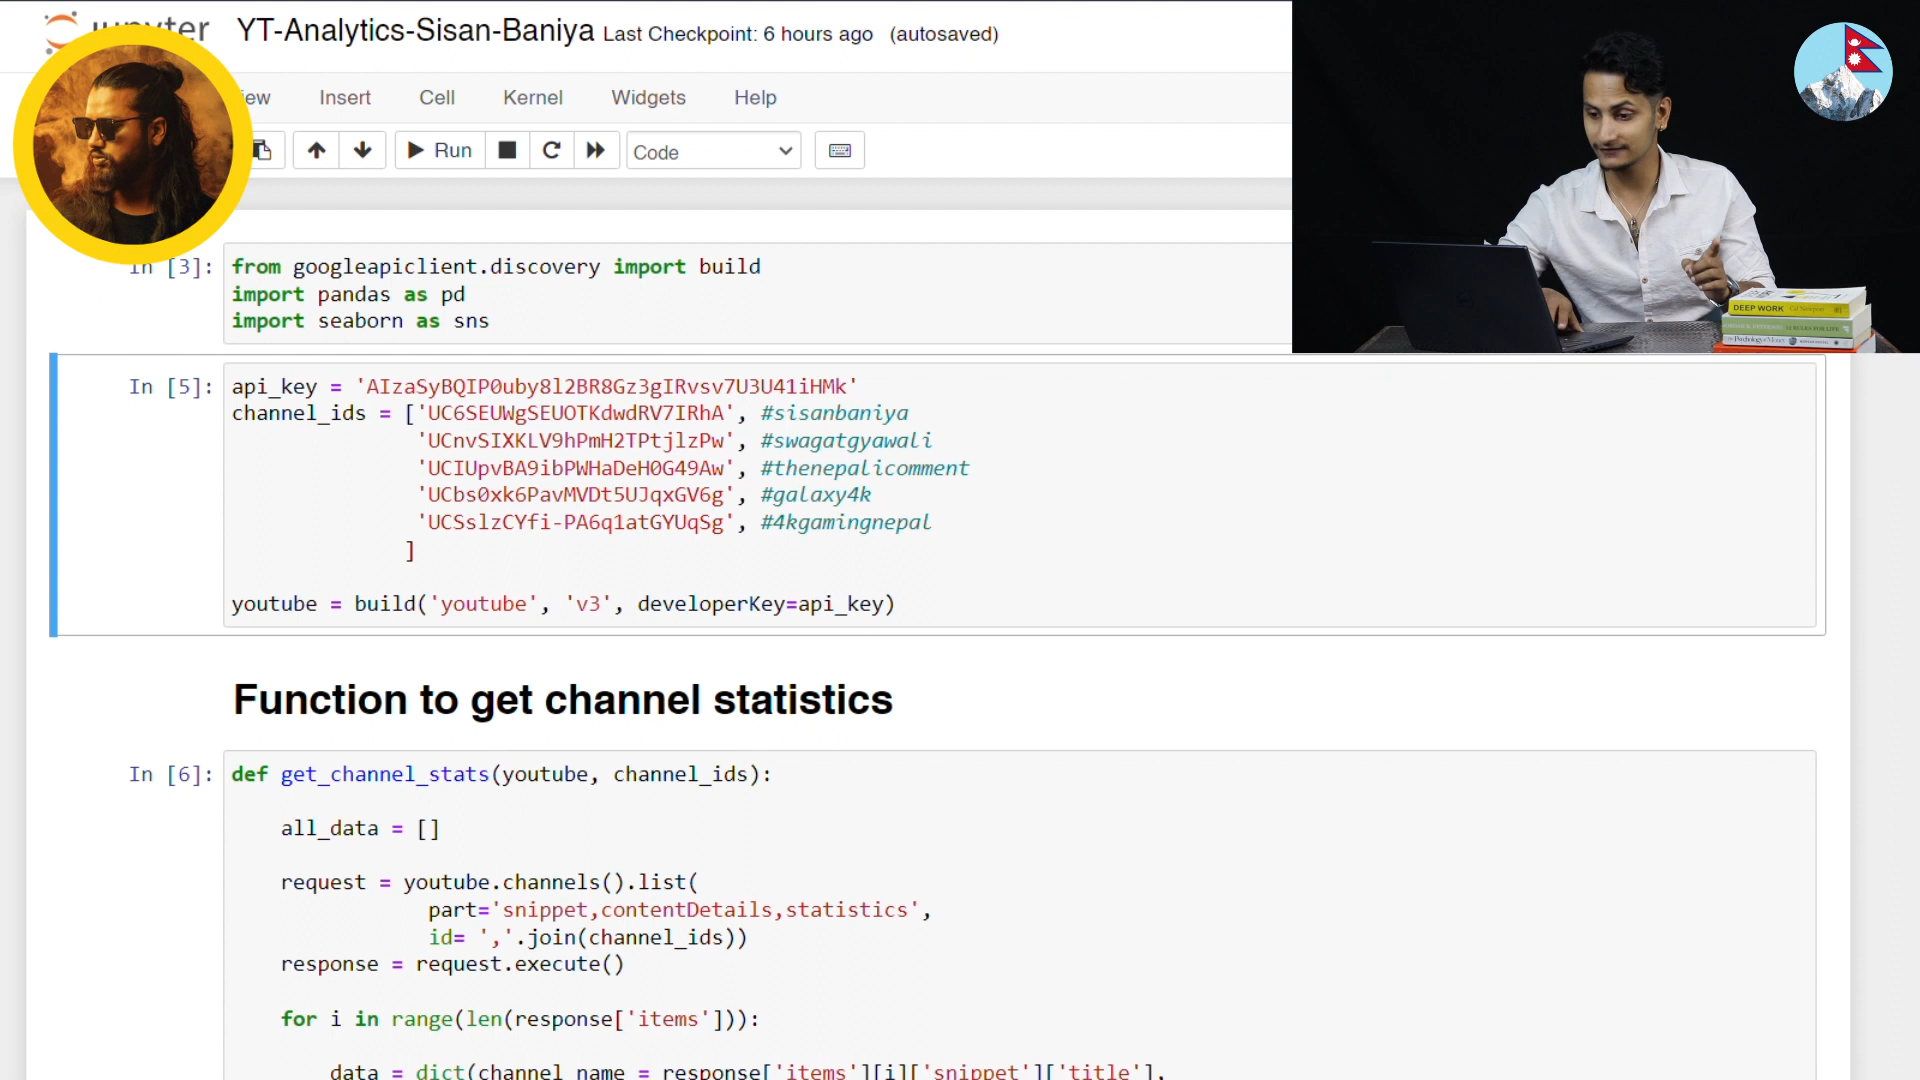 YT-Analytics-Sisan-Baniya Last Checkpoint: 6 hours ago (autosaved)
Insert Cell Kernel Widgets Help
Run Code
In [3]: from googleapiclient.discovery import build
import pandas as pd
import seaborn as sns
In [5]: api_key = 'AIzaSyBQIP0uby8l2BR8Gz3gIRvsv7U3U41iHMk'
channel_ids = ['UC6SEUWgSEUOTKdwdRV7IRhA', #sisanbaniya
'UCnvSIXKLV9hPmH2TPtjlzPw', #swagatgyawali
'UCIUpvBA9ibPWHaDeH0G49Aw', #thenepalicomment
'UCbs0xk6PavMVDt5UJqxGV6g', #galaxy4k
'UCSslzCYfi-PA6q1atGYUqSg', #4kgamingnepal
]
youtube = build('youtube', 'v3', developerKey=api_key)
Function to get channel statistics
In [6]: def get_channel_stats(youtube, channel_ids):
all_data = []
request = youtube.channels().list(
part='snippet,contentDetails,statistics',
id= ','.join(channel_ids))
response = request.execute()
for i in range(len(response['items'])):
data = dict(channel_name = response['items'][i]['snippet']['title'],
DEEP WORK